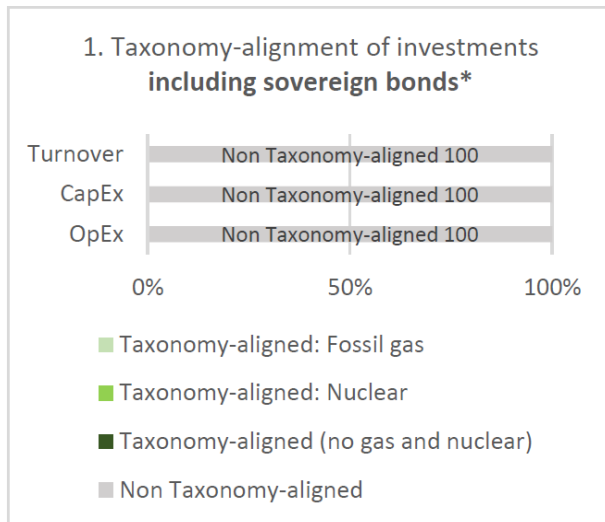 1. Taxonomy-alignment of investments
including sovereign bonds*
Turnover
Non Taxonomy-aligned 100
CapEx
Non Taxonomy-aligned 100
OpEx
Non Taxonomy-aligned 100
0% 50% 100%
Taxonomy-aligned: Fossil gas
Taxonomy-aligned: Nuclear
Taxonomy-aligned (no gas and nuclear)
Non Taxonomy-aligned